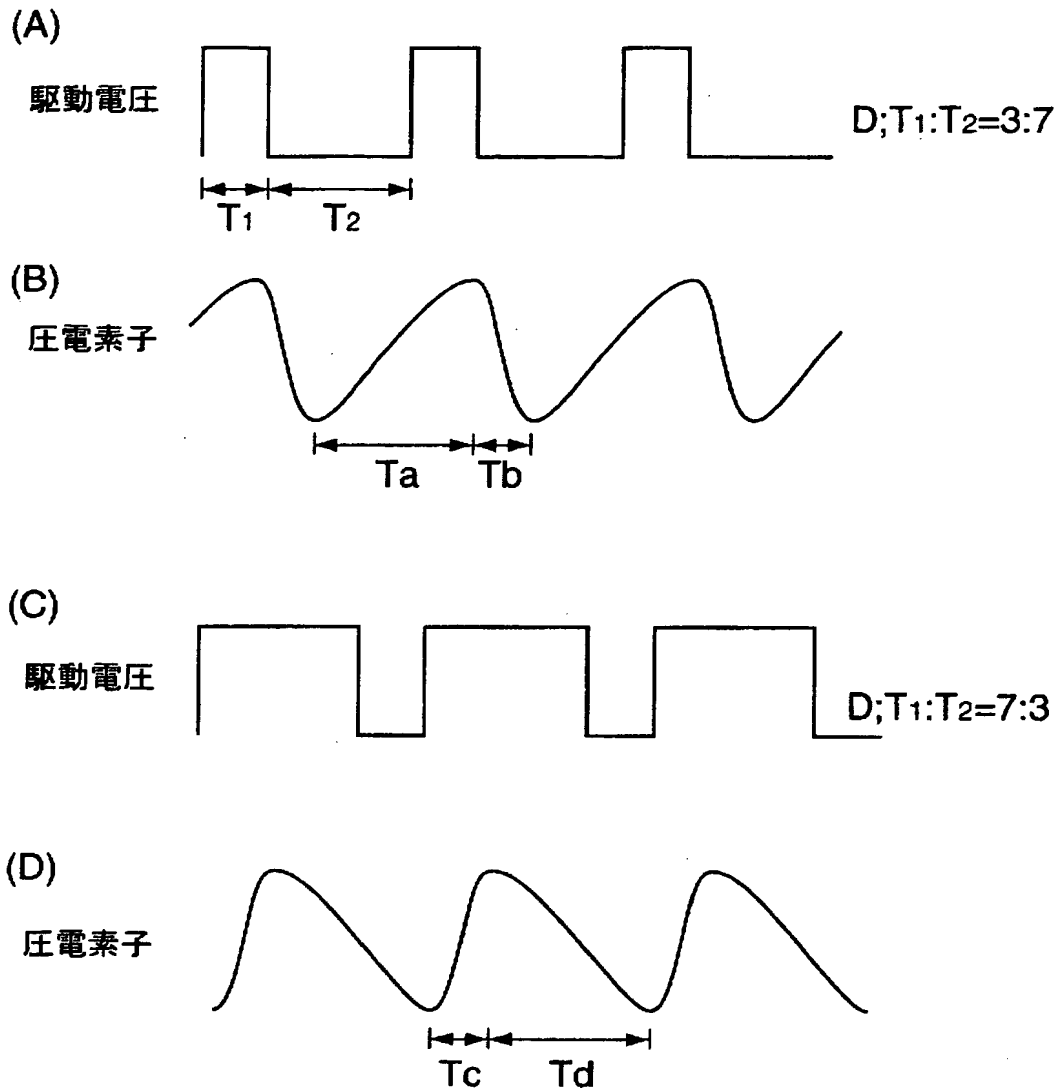 (A)
駆動電圧
D;T1:T2=3:7
T1 T2
(B)
圧電素子
Ta Tb
(C)
駆動電圧
D;T1:T2=7:3
(D)
圧電素子
Tc Td